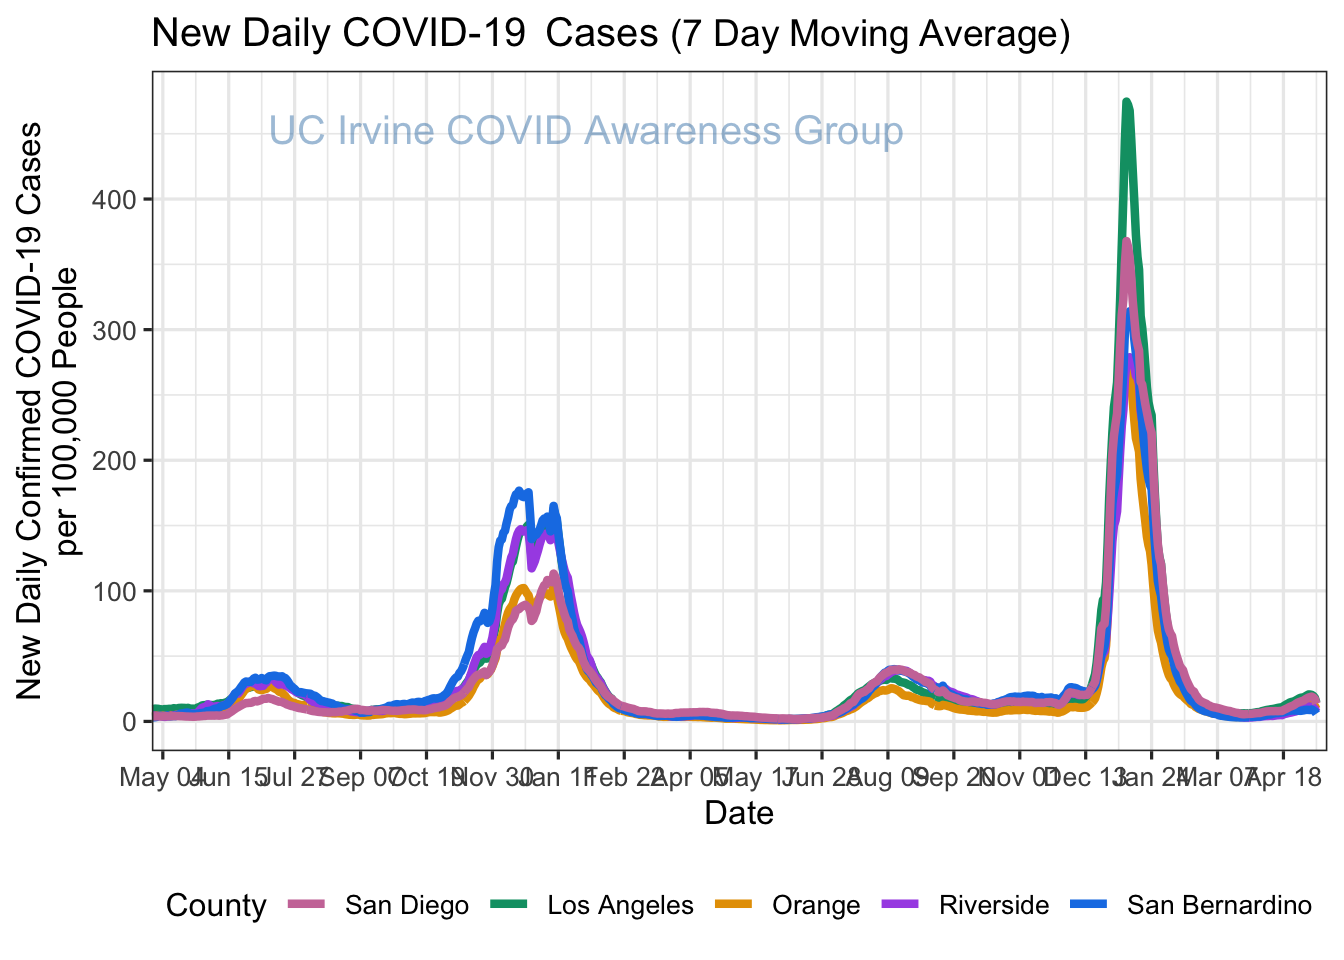 New Daily COVID-19 Cases (7 Day Moving Average)
UC Irvine COVID Awareness Group
New Daily Confirmed COVID-19 Cases
per 100,000 People
400
300
200
100
0
May 04 Jun 15 Jul 27 Sep 07 Oct 19 Nov 30 Jan 11 Feb 22 Apr 05 May 17 Jun 28 Aug 09 Sep 20 Nov 01 Dec 13 Jan 24 Mar 07 Apr 18
Date
County San Diego Los Angeles Orange Riverside San Bernardino